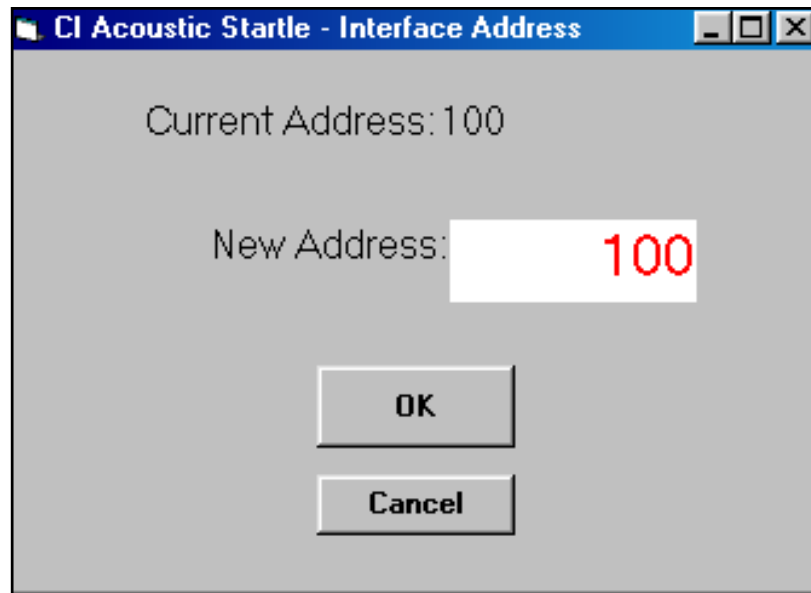 CI Acoustic Startle - Interface Address
Current Address: 100
New Address: 100
OK
Cancel